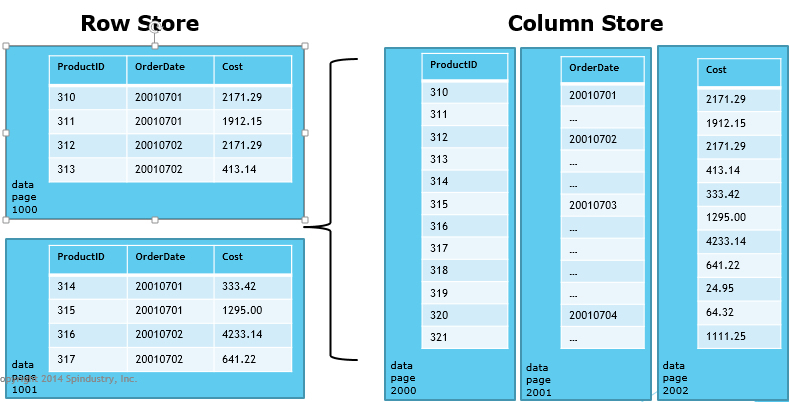 Row Store
Column Store
ProductID OrderDate Cost
310 20010701 2171.29
311 20010701 1912.15
312 20010702 2171.29
313 20010702 413.14
data
page
1000
ProductID OrderDate Cost
314 20010701 333.42
315 20010701 1295.00
316 20010702 4233.14
317 20010702 641.22
data
page
1001
2014 Spindustry, Inc.
ProductID
310
311
312
313
314
315
316
317
318
319
320
321
data
page
2000
OrderDate
20010701
...
20010702
...
...
20010703
...
...
...
...
20010704
...
data
page
2001
Cost
2171.29
1912.15
2171.29
413.14
333.42
1295.00
4233.14
641.22
24.95
64.32
1111.25
data
page
2002